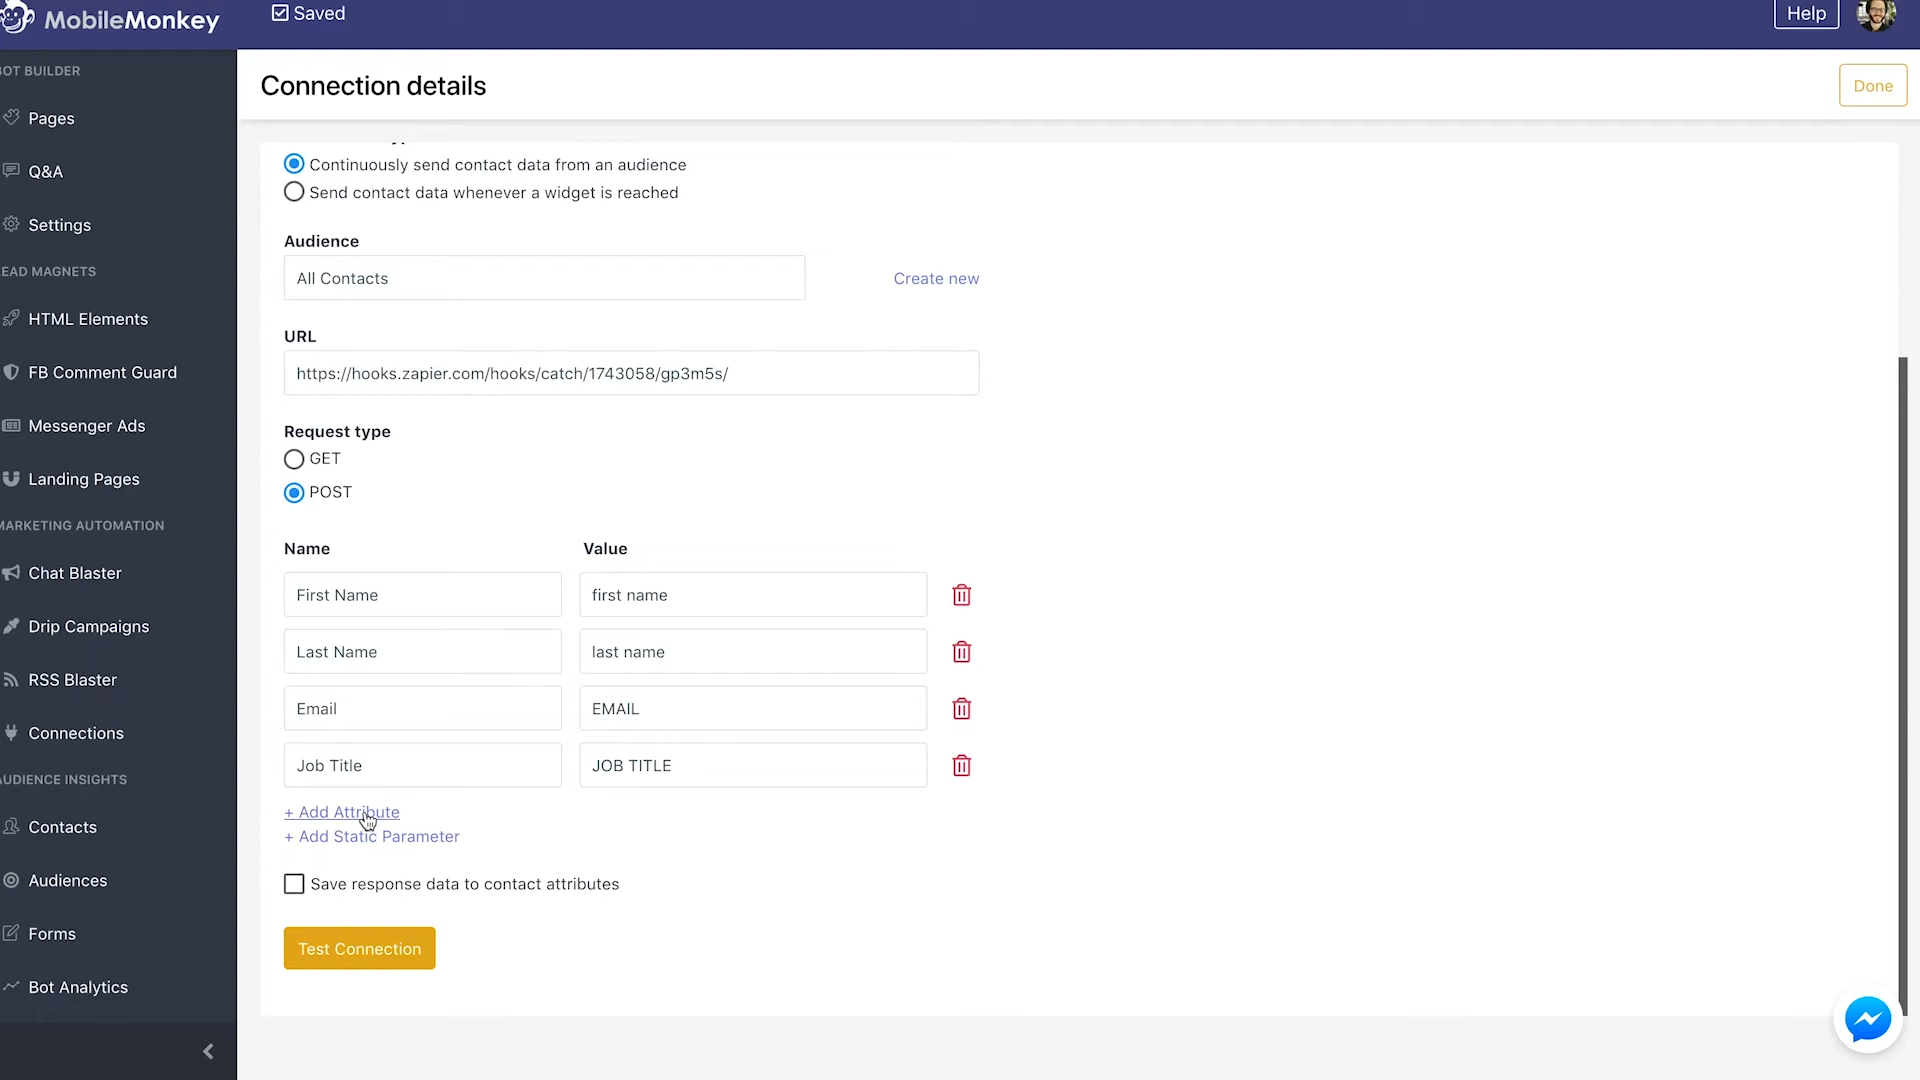 MobileMonkey
Saved
Help
BOT BUILDER
Pages
Q&A
Settings
LEAD MAGNETS
HTML Elements
FB Comment Guard
Messenger Ads
Landing Pages
MARKETING AUTOMATION
Chat Blaster
Drip Campaigns
RSS Blaster
Connections
AUDIENCE INSIGHTS
Contacts
Audiences
Forms
Bot Analytics
Connection details
Done
Continuously send contact data from an audience
Send contact data whenever a widget is reached
Audience
All Contacts
Create new
URL
https://hooks.zapier.com/hooks/catch/1743058/gp3m5s/
Request type
GET
POST
Name Value
First Name first name
Last Name last name
Email EMAIL
Job Title JOB TITLE
+ Add Attribute
+ Add Static Parameter
Save response data to contact attributes
Test Connection